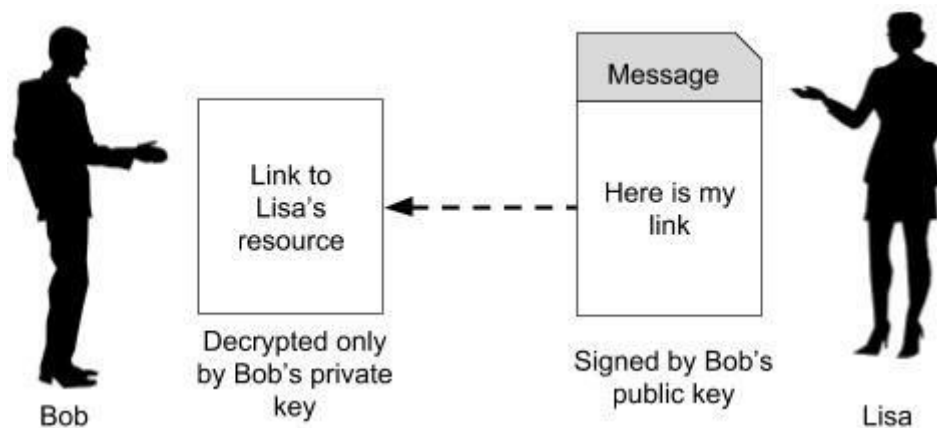 Message
Link to
Lisa’s
resource
Here is my
link
Decrypted only
by Bob’s private
key
Signed by Bob’s
public key
Bob
Lisa